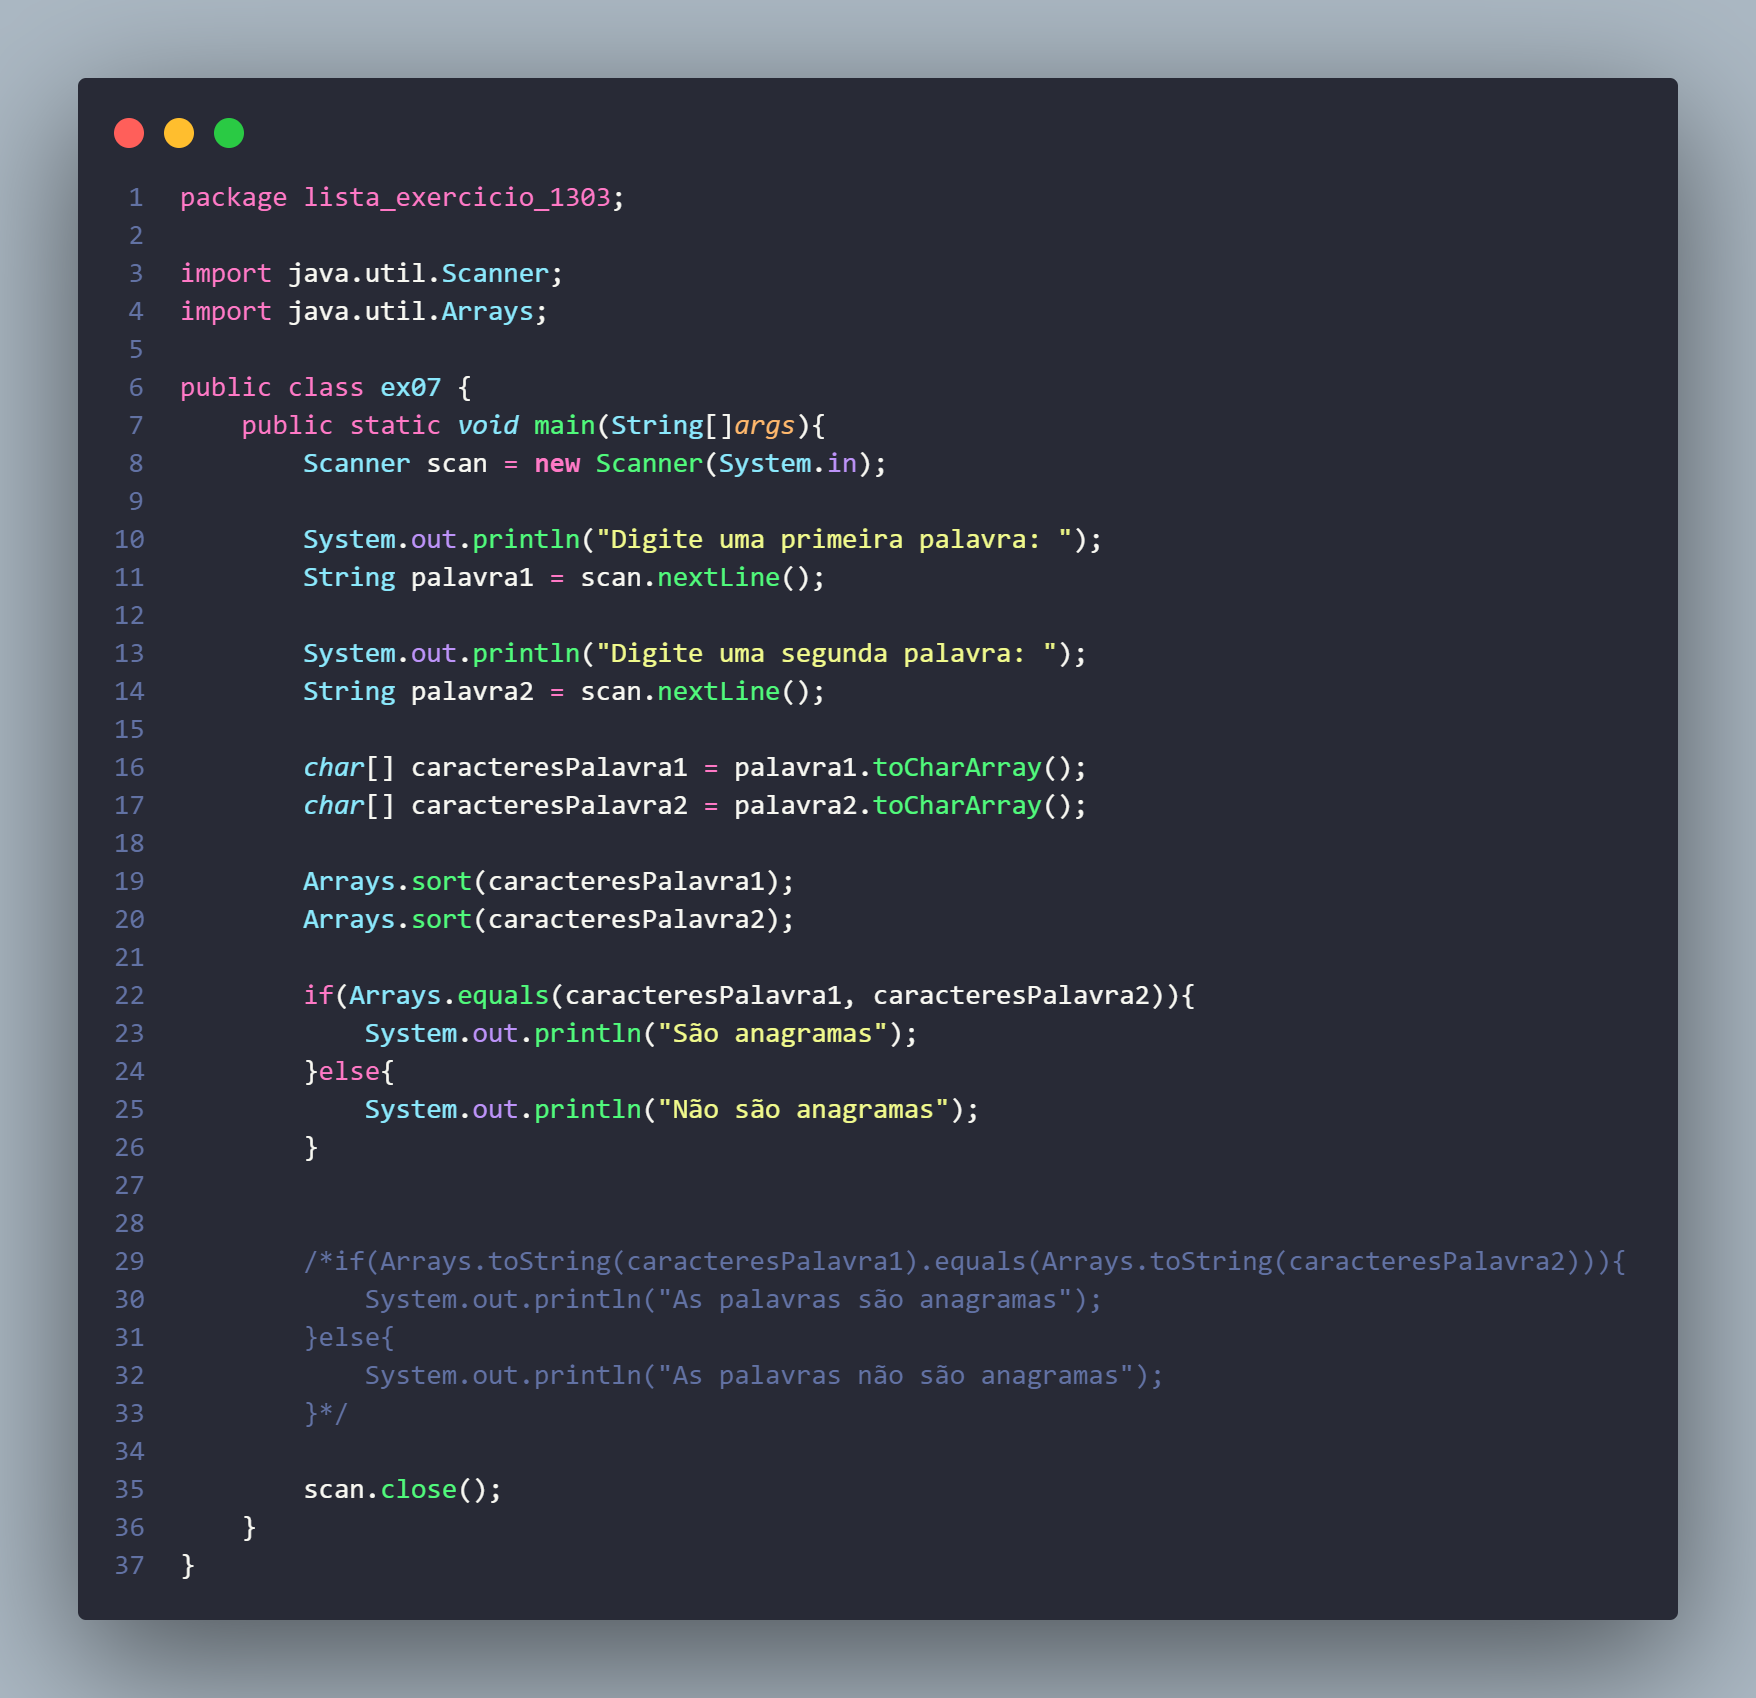 1 package lista_exercicio_1303;
2
3 import java.util.Scanner;
4 import java.util.Arrays;
5
6 public class ex07 {
7     public static void main(String[]args){
8         Scanner scan = new Scanner(System.in);
9
10         System.out.println("Digite uma primeira palavra: ");
11         String palavra1 = scan.nextLine();
12
13         System.out.println("Digite uma segunda palavra: ");
14         String palavra2 = scan.nextLine();
15
16         char[] caracteresPalavra1 = palavra1.toCharArray();
17         char[] caracteresPalavra2 = palavra2.toCharArray();
18
19         Arrays.sort(caracteresPalavra1);
20         Arrays.sort(caracteresPalavra2);
21
22         if(Arrays.equals(caracteresPalavra1, caracteresPalavra2)){
23             System.out.println("São anagramas");
24         }else{
25             System.out.println("Não são anagramas");
26         }
27
28
29         /*if(Arrays.toString(caracteresPalavra1).equals(Arrays.toString(caracteresPalavra2))){
30             System.out.println("As palavras são anagramas");
31         }else{
32             System.out.println("As palavras não são anagramas");
33         }*/
34
35         scan.close();
36     }
37 }